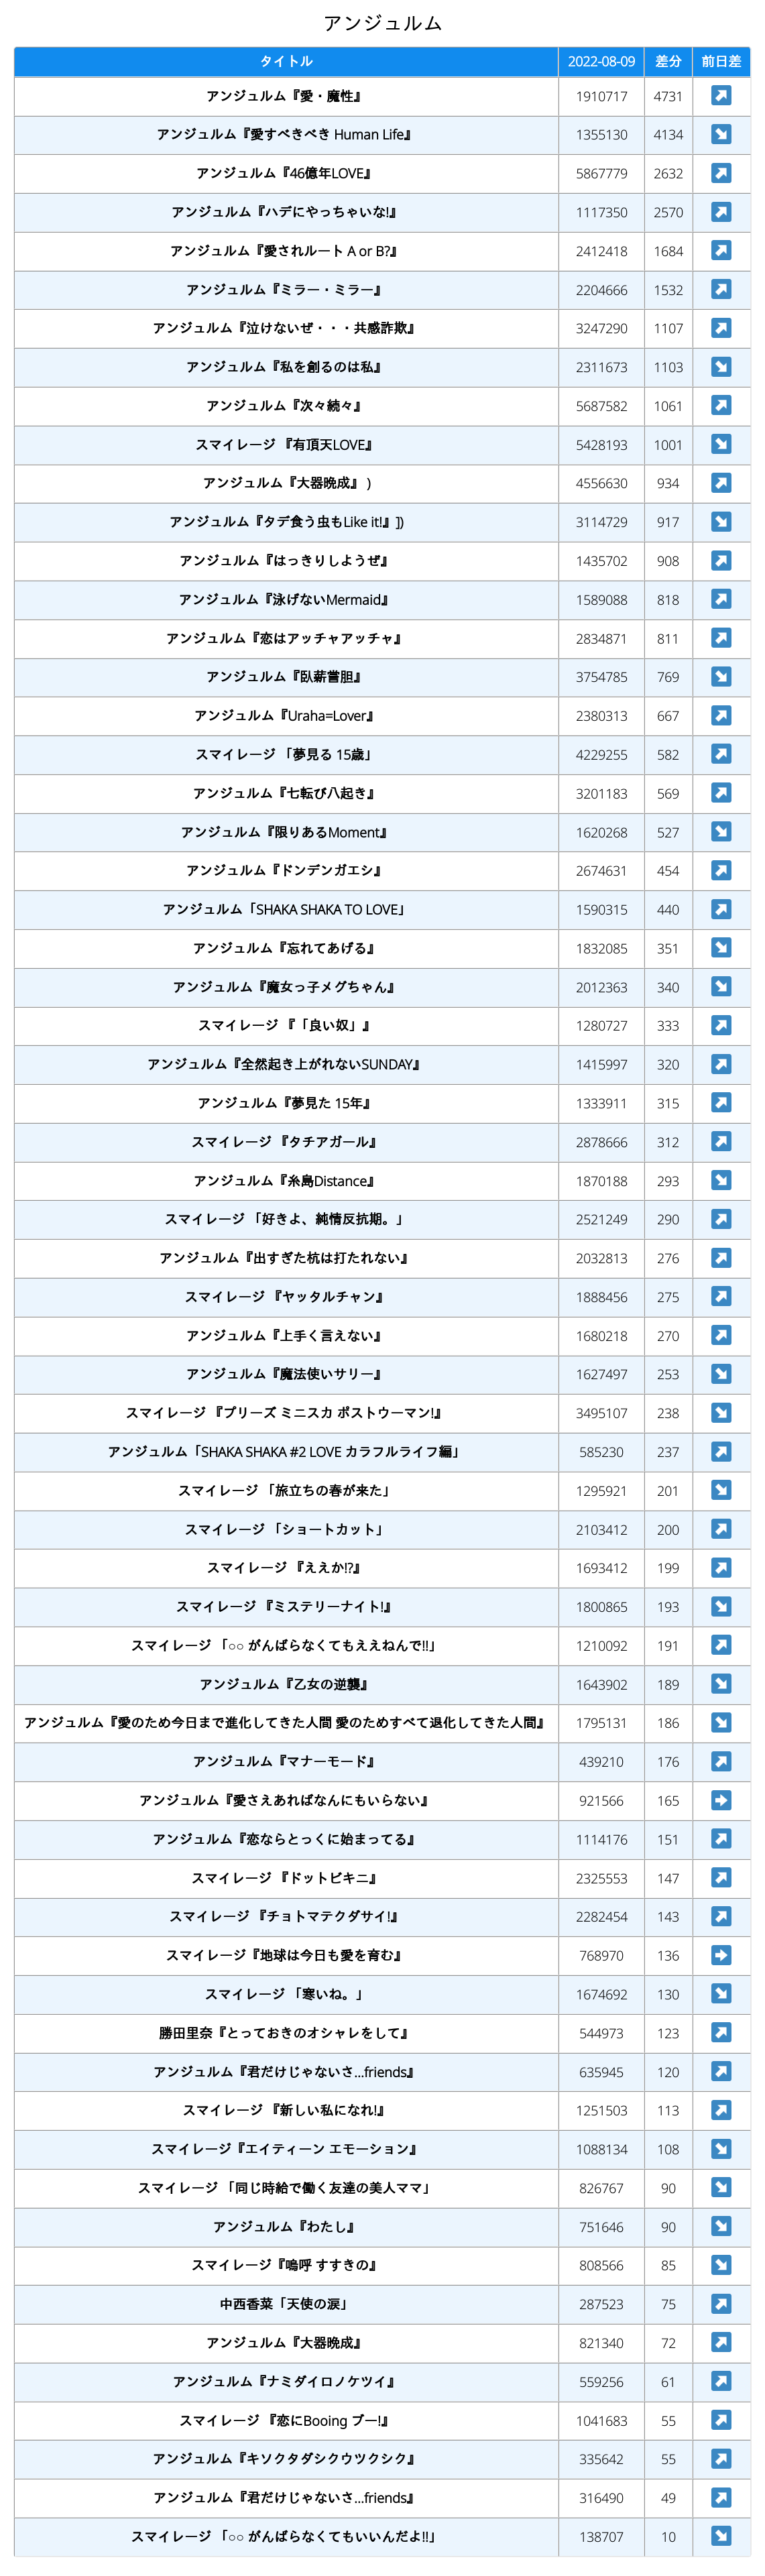 アンジュルム
タイトル 2022-08-09 差分 前日差
アンジュルム『愛・魔性』 1910717 4731 ↗
アンジュルム『愛すべきべき Human Life』 1355130 4134 ↘
アンジュルム『46億年LOVE』 5867779 2632 ↗
アンジュルム『ハデにやっちゃいな!』 1117350 2570 ↗
アンジュルム『愛されルート A or B?』 2412418 1684 ↗
アンジュルム『ミラー・ミラー』 2204666 1532 ↗
アンジュルム『泣けないぜ・・・共感詐欺』 3247290 1107 ↗
アンジュルム『私を創るのは私』 2311673 1103 ↘
アンジュルム『次々続々』 5687582 1061 ↗
スマイレージ 『有頂天LOVE』 5428193 1001 ↘
アンジュルム『大器晩成』 ) 4556630 934 ↗
アンジュルム『タデ食う虫もLike it!』]) 3114729 917 ↘
アンジュルム『はっきりしようぜ』 1435702 908 ↗
アンジュルム『泳げないMermaid』 1589088 818 ↗
アンジュルム『恋はアッチャアッチャ』 2834871 811 ↗
アンジュルム『臥薪嘗胆』 3754785 769 ↘
アンジュルム『Uraha=Lover』 2380313 667 ↗
スマイレージ 「夢見る 15歳」 4229255 582 ↗
アンジュルム『七転び八起き』 3201183 569 ↗
アンジュルム『限りあるMoment』 1620268 527 ↘
アンジュルム『ドンデンガエシ』 2674631 454 ↗
アンジュルム「SHAKA SHAKA TO LOVE」 1590315 440 ↗
アンジュルム『忘れてあげる』 1832085 351 ↘
アンジュルム『魔女っ子メグちゃん』 2012363 340 ↘
スマイレージ 『「良い奴」』 1280727 333 ↗
アンジュルム『全然起き上がれないSUNDAY』 1415997 320 ↗
アンジュルム『夢見た 15年』 1333911 315 ↗
スマイレージ 『タチアガール』 2878666 312 ↗
アンジュルム『糸島Distance』 1870188 293 ↘
スマイレージ 「好きよ、純情反抗期。」 2521249 290 ↗
アンジュルム『出すぎた杭は打たれない』 2032813 276 ↗
スマイレージ 『ヤッタルチャン』 1888456 275 ↗
アンジュルム『上手く言えない』 1680218 270 ↗
アンジュルム『魔法使いサリー』 1627497 253 ↘
スマイレージ 『プリーズ ミニスカ ポストウーマン!』 3495107 238 ↘
アンジュルム「SHAKA SHAKA #2 LOVE カラフルライフ編」 585230 237 ↗
スマイレージ 「旅立ちの春が来た」 1295921 201 ↘
スマイレージ 「ショートカット」 2103412 200 ↗
スマイレージ 『ええか!?』 1693412 199 ↗
スマイレージ 『ミステリーナイト!』 1800865 193 ↘
スマイレージ 「○○ がんばらなくてもええねんで!!」 1210092 191 ↗
アンジュルム『乙女の逆襲』 1643902 189 ↘
アンジュルム『愛のため今日まで進化してきた人間 愛のためすべて退化してきた人間』 1795131 186 ↘
アンジュルム『マナーモード』 439210 176 ↗
アンジュルム『愛さえあればなんにもいらない』 921566 165 →
アンジュルム『恋ならとっくに始まってる』 1114176 151 ↗
スマイレージ 『ドットビキニ』 2325553 147 ↗
スマイレージ 『チョトマテクダサイ!』 2282454 143 ↗
スマイレージ『地球は今日も愛を育む』 768970 136 →
スマイレージ 「寒いね。」 1674692 130 ↘
勝田里奈『とっておきのオシャレをして』 544973 123 ↗
アンジュルム『君だけじゃないさ...friends』 635945 120 ↗
スマイレージ 『新しい私になれ!』 1251503 113 ↗
スマイレージ『エイティーン エモーション』 1088134 108 ↘
スマイレージ 「同じ時給で働く友達の美人ママ」 826767 90 ↘
アンジュルム『わたし』 751646 90 ↘
スマイレージ『嗚呼 すすきの』 808566 85 ↘
中西香菜「天使の涙」 287523 75 ↗
アンジュルム『大器晩成』 821340 72 ↗
アンジュルム『ナミダイロノケツイ』 559256 61 ↗
スマイレージ 『恋にBooing ブー!』 1041683 55 ↗
アンジュルム『キソクタダシクウツクシク』 335642 55 ↗
アンジュルム『君だけじゃないさ...friends』 316490 49 ↗
スマイレージ 「○○ がんばらなくてもいいんだよ!!」 138707 10 ↘